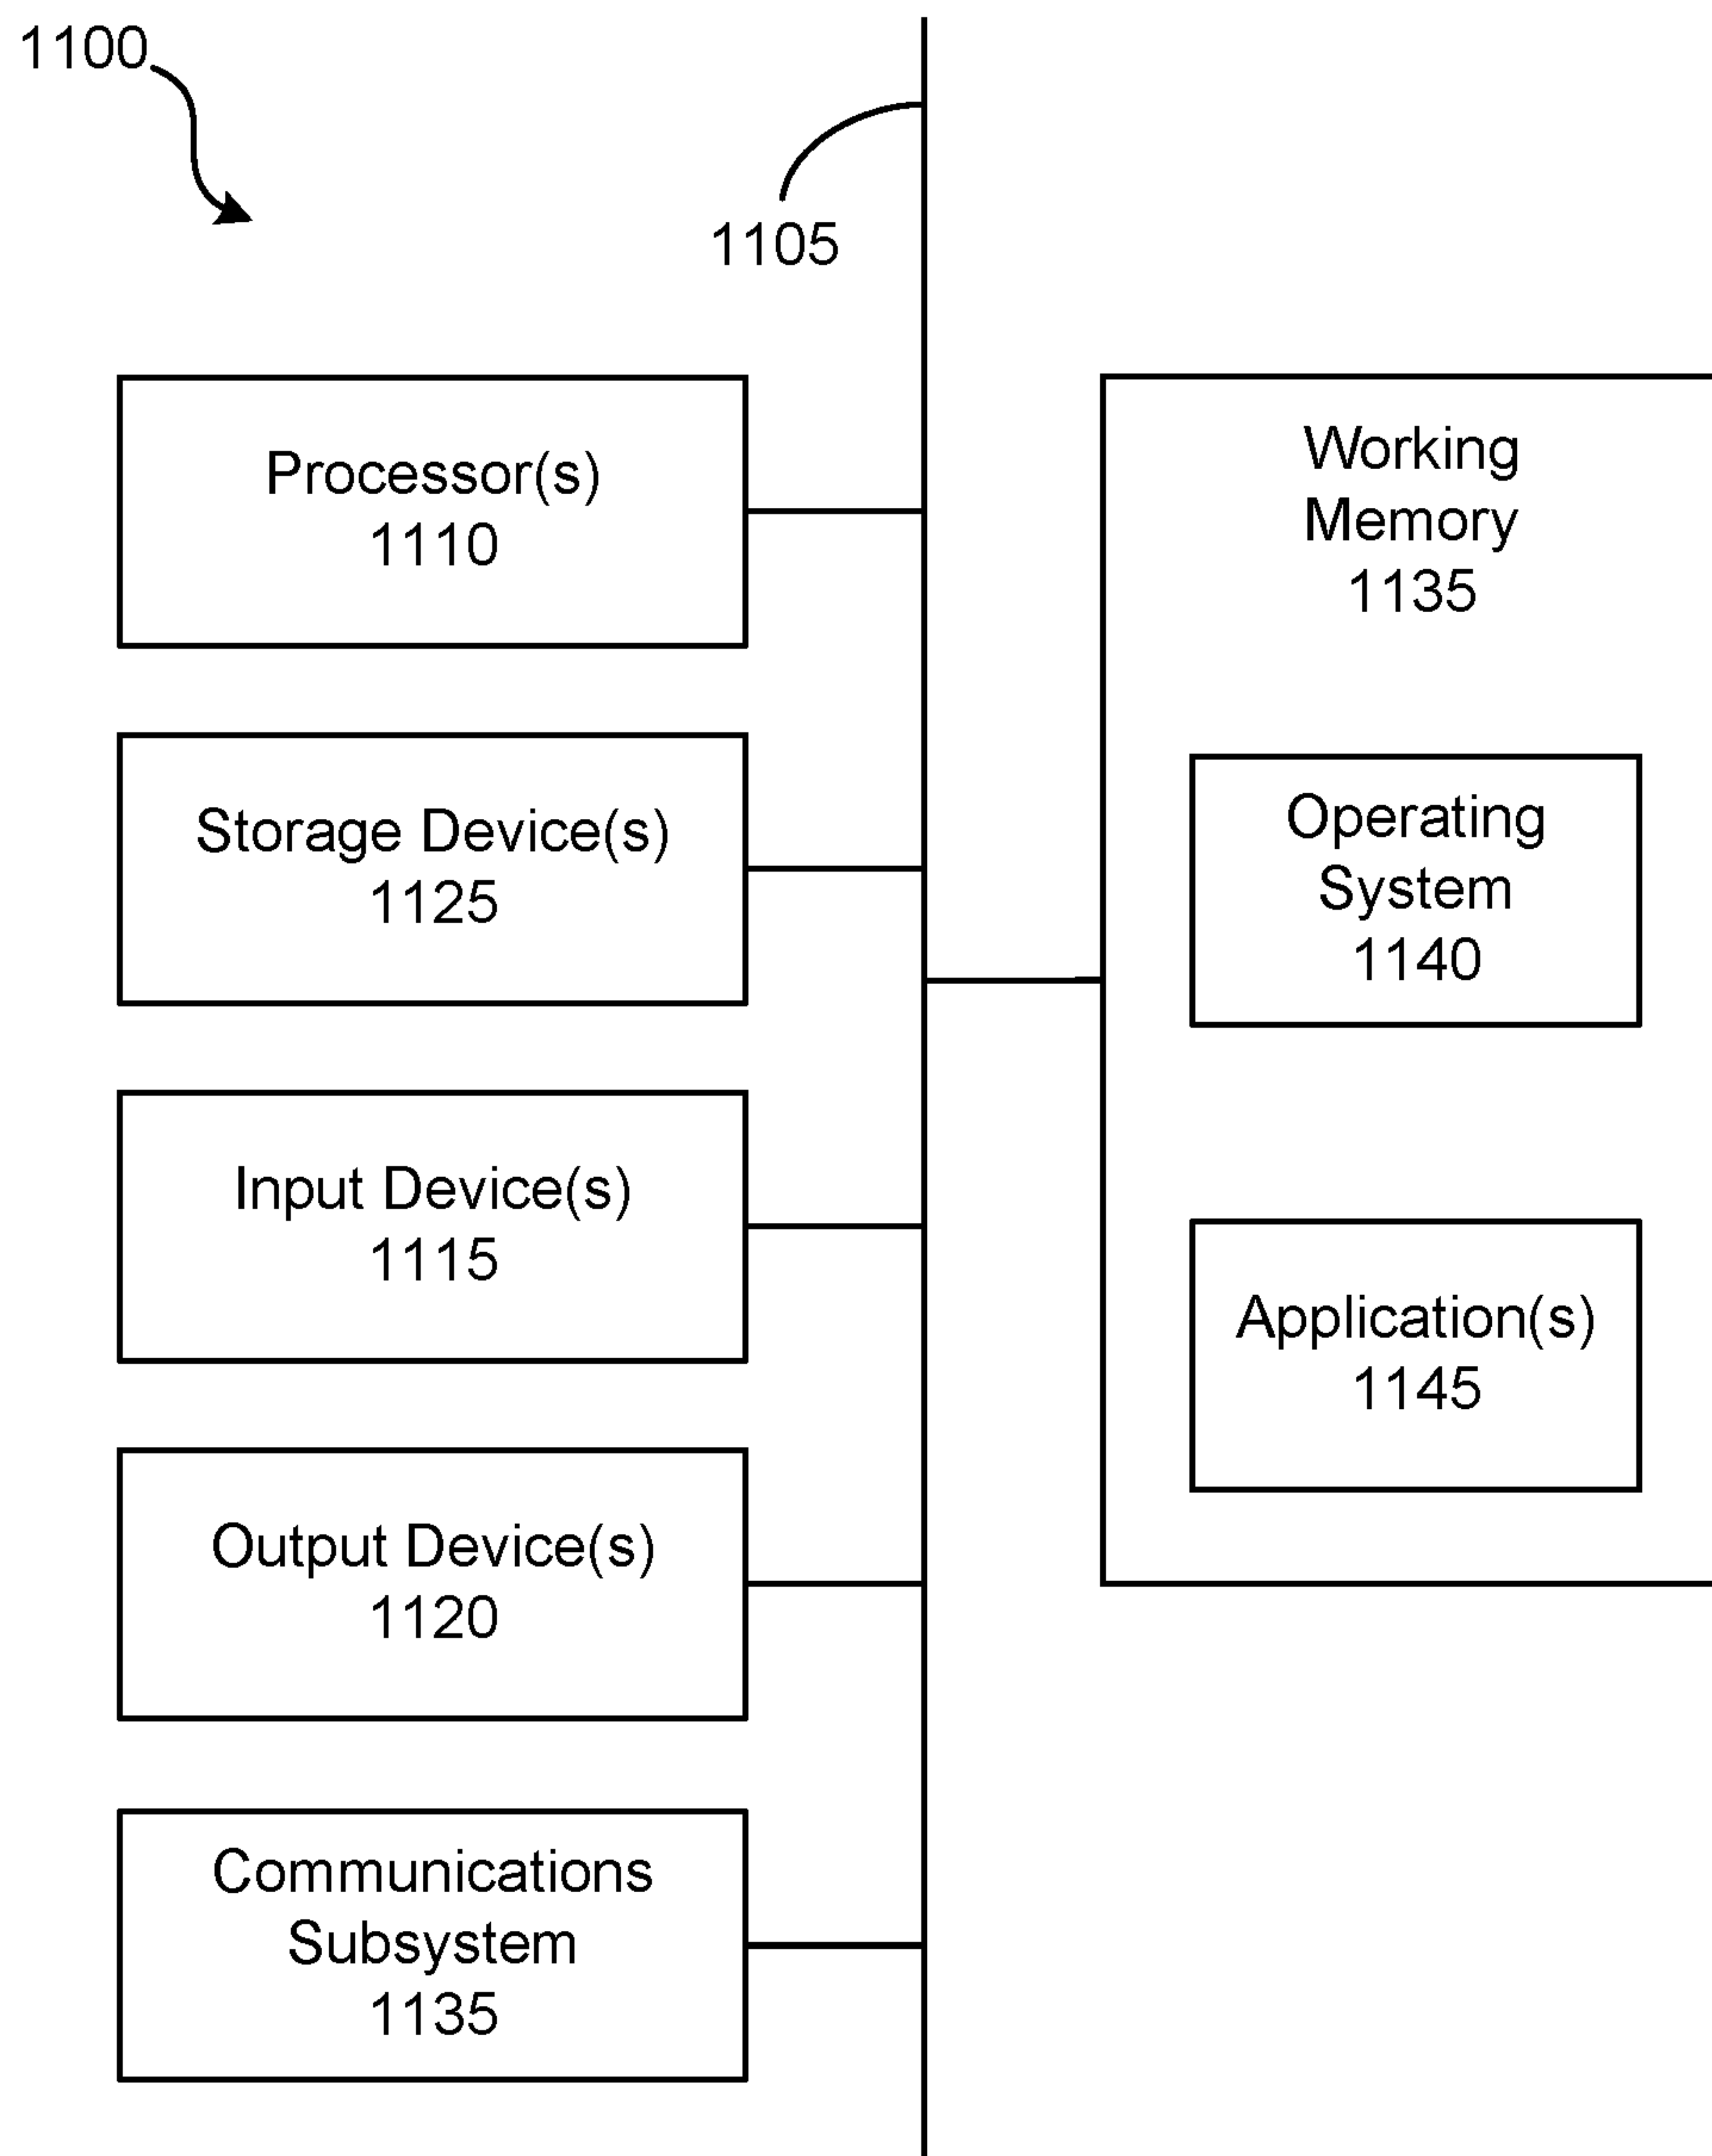 1100
1105
Processor(s)
1110
Storage Device(s)
1125
Input Device(s)
1115
Output Device(s)
1120
Communications
Subsystem
1135
Working
Memory
1135
Operating
System
1140
Application(s)
1145